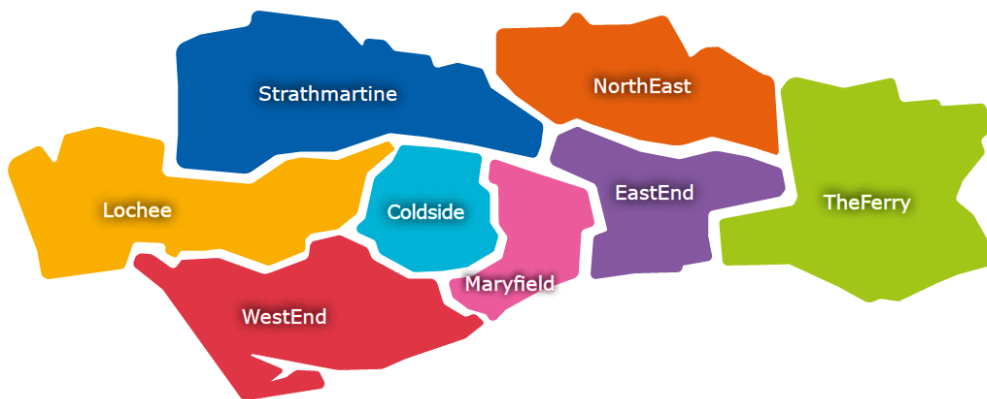 NorthEast
Strathmartine
EastEnd
TheFerry
Lochee
Coldside
Maryfield
WestEnd